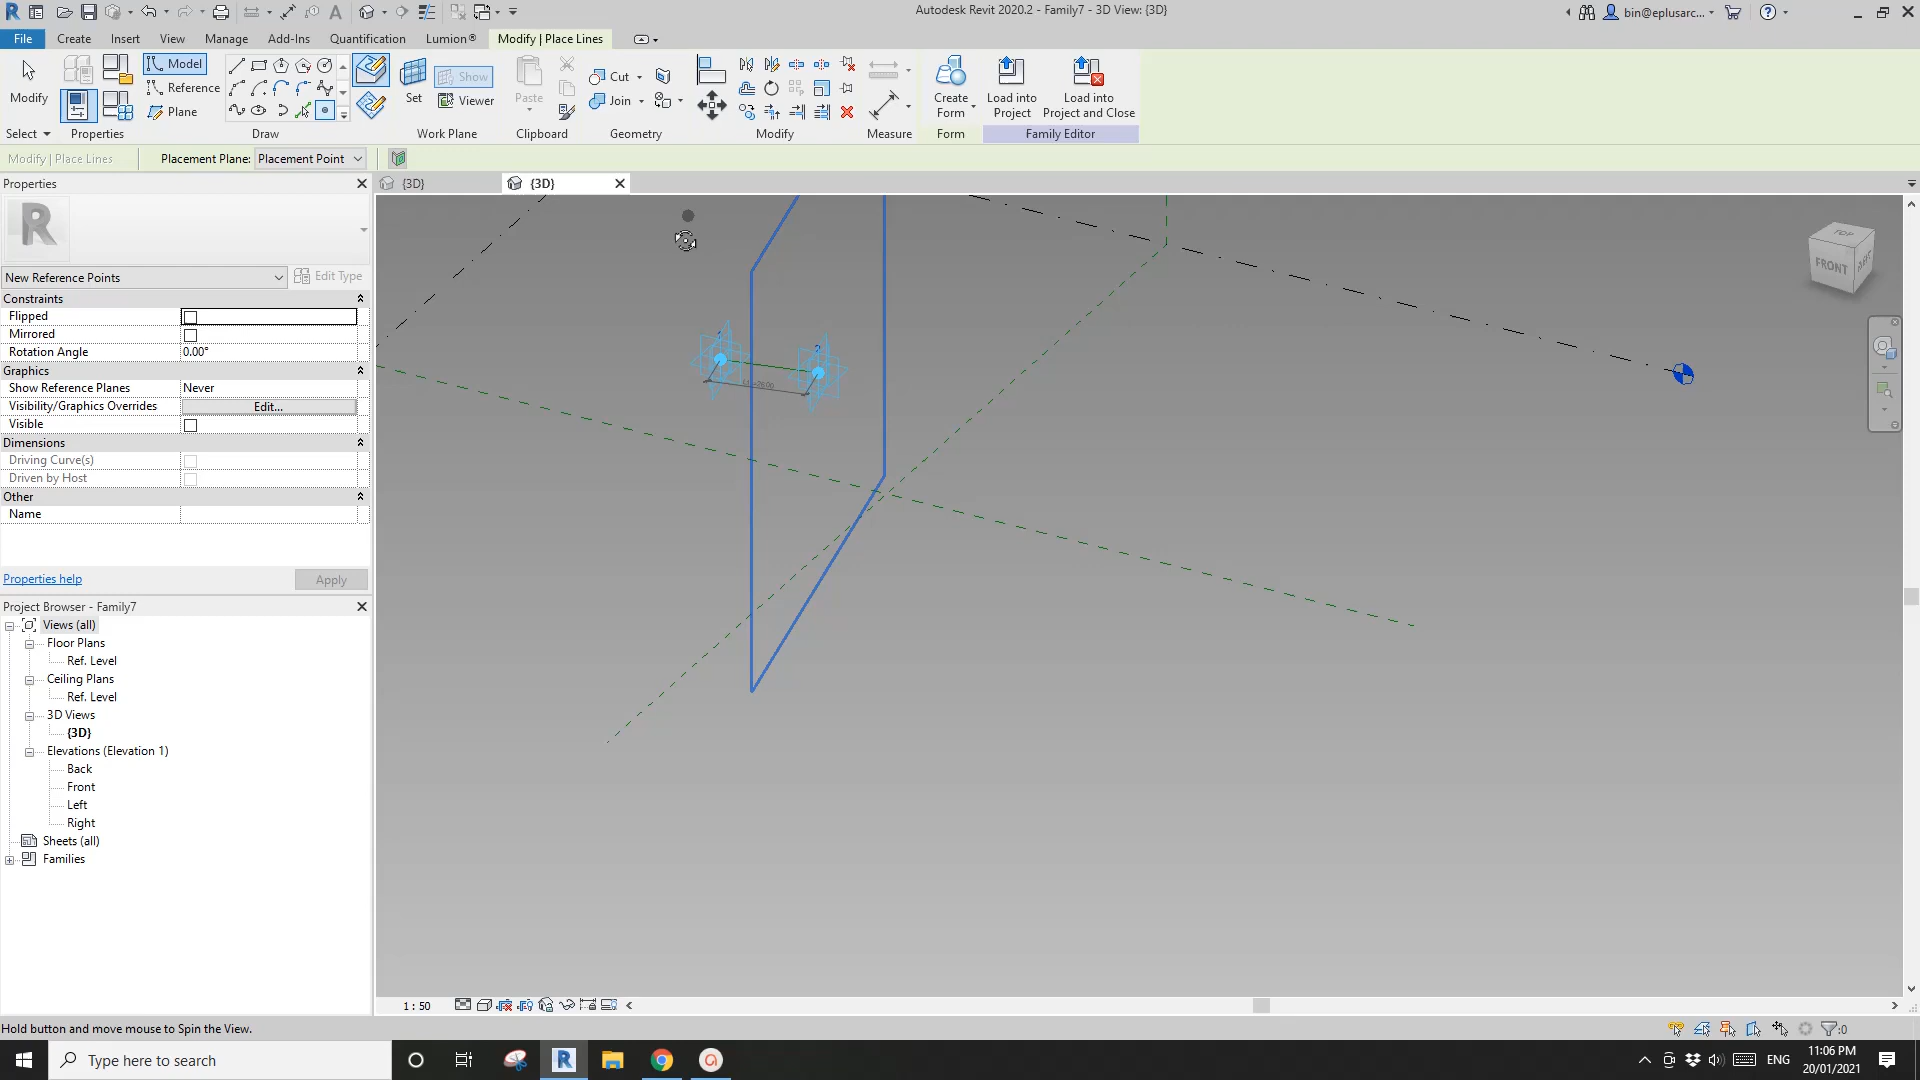 Autodesk Revit 2020.2 - Family7 - 3D View: {3D}
bin@eplusarc...
File Create Insert View Manage Add-Ins Quantification Lumion® Modify | Place Lines
Modify
Model
Reference
Plane
Set
Show
Viewer
Paste
Cut
Join
Create
Form
Load into
Project
Load into
Project and Close
Select Properties Draw Work Plane Clipboard Geometry Modify Measure Form Family Editor
Modify | Place Lines Placement Plane: Placement Point
Properties
{3D}
{3D}
R
New Reference Points
Edit Type
Constraints
Flipped
Mirrored
Rotation Angle 0.00°
Graphics
Show Reference Planes Never
Visibility/Graphics Overrides Edit...
Visible
Dimensions
Driving Curve(s)
Driven by Host
Other
Name
Properties help Apply
Project Browser - Family7
Views (all)
Floor Plans
Ref. Level
Ceiling Plans
Ref. Level
3D Views
{3D}
Elevations (Elevation 1)
Back
Front
Left
Right
Sheets (all)
Families
TOP
FRONT
2
1 : 50
Hold button and move mouse to Spin the View.
:0
Type here to search
ENG
11:06 PM
20/01/2021